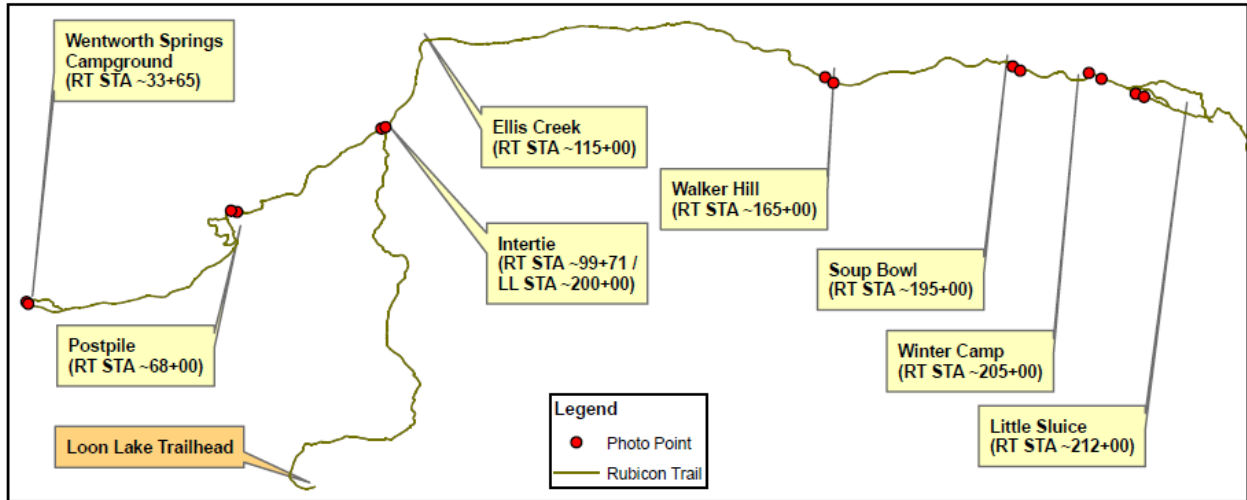 Wentworth Springs
Campground
(RT STA ~33+65)
Ellis Creek
(RT STA ~115+00)
Walker Hill
(RT STA ~165+00)
Intertie
(RT STA ~99+71 /
LL STA ~200+00)
Soup Bowl
(RT STA ~195+00)
Postpile
(RT STA ~68+00)
Winter Camp
(RT STA ~205+00)
Little Sluice
(RT STA ~212+00)
Loon Lake Trailhead
Legend
Photo Point
Rubicon Trail